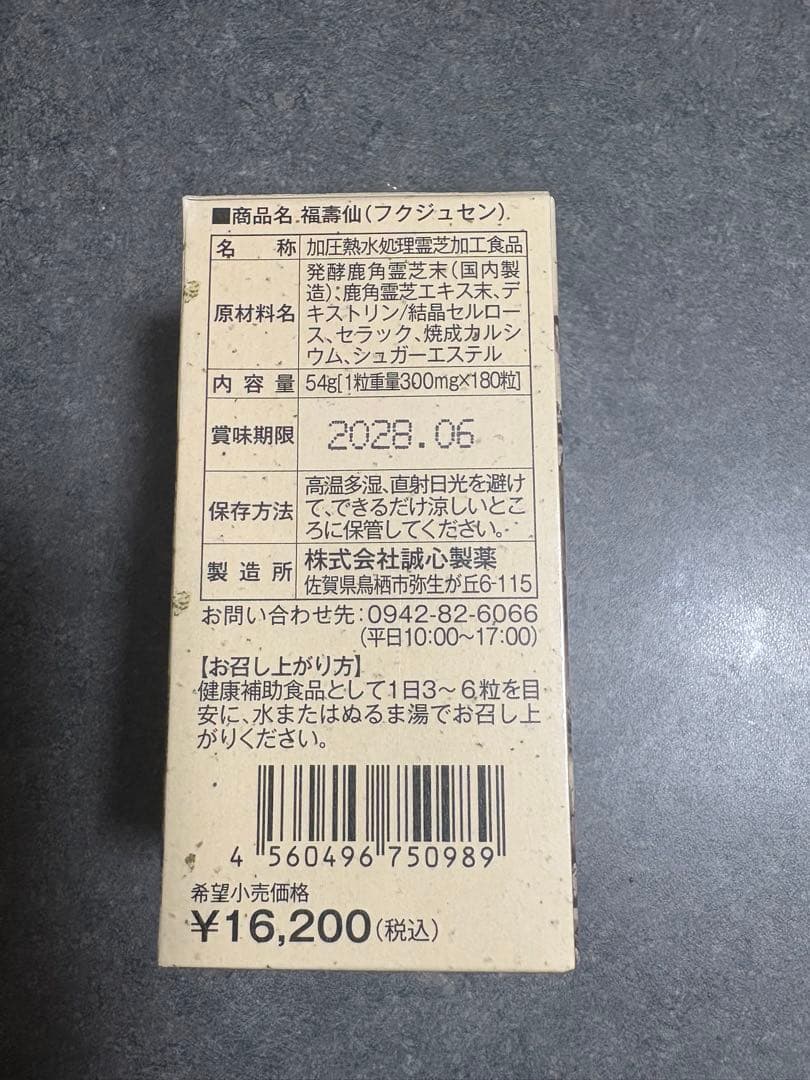 ■商品名 福壽仙(フクジュセン)
名称 加圧熱水処理霊芝加工食品
原材料名 発酵鹿角霊芝末(国内製
造)、鹿角霊芝エキス末、デ
キストリン/結晶セルロー
ス、セラック、焼成カルシ
ウム、シュガーエステル
内容量 54g[1粒重量300mg×180粒]
賞味期限 2028.06
保存方法 高温多湿、直射日光を避け
て、できるだけ涼しいとこ
ろに保管してください。
製造所 株式会社誠心製薬
佐賀県鳥栖市弥生が丘6-115
お問い合わせ先:0942-82-6066
(平日10:00〜17:00)
【お召し上がり方】
健康補助食品として1日3〜6粒を目
安に、水またはぬるま湯でお召し上
がりください。
4 560496 750989
希望小売価格
¥16,200(税込)